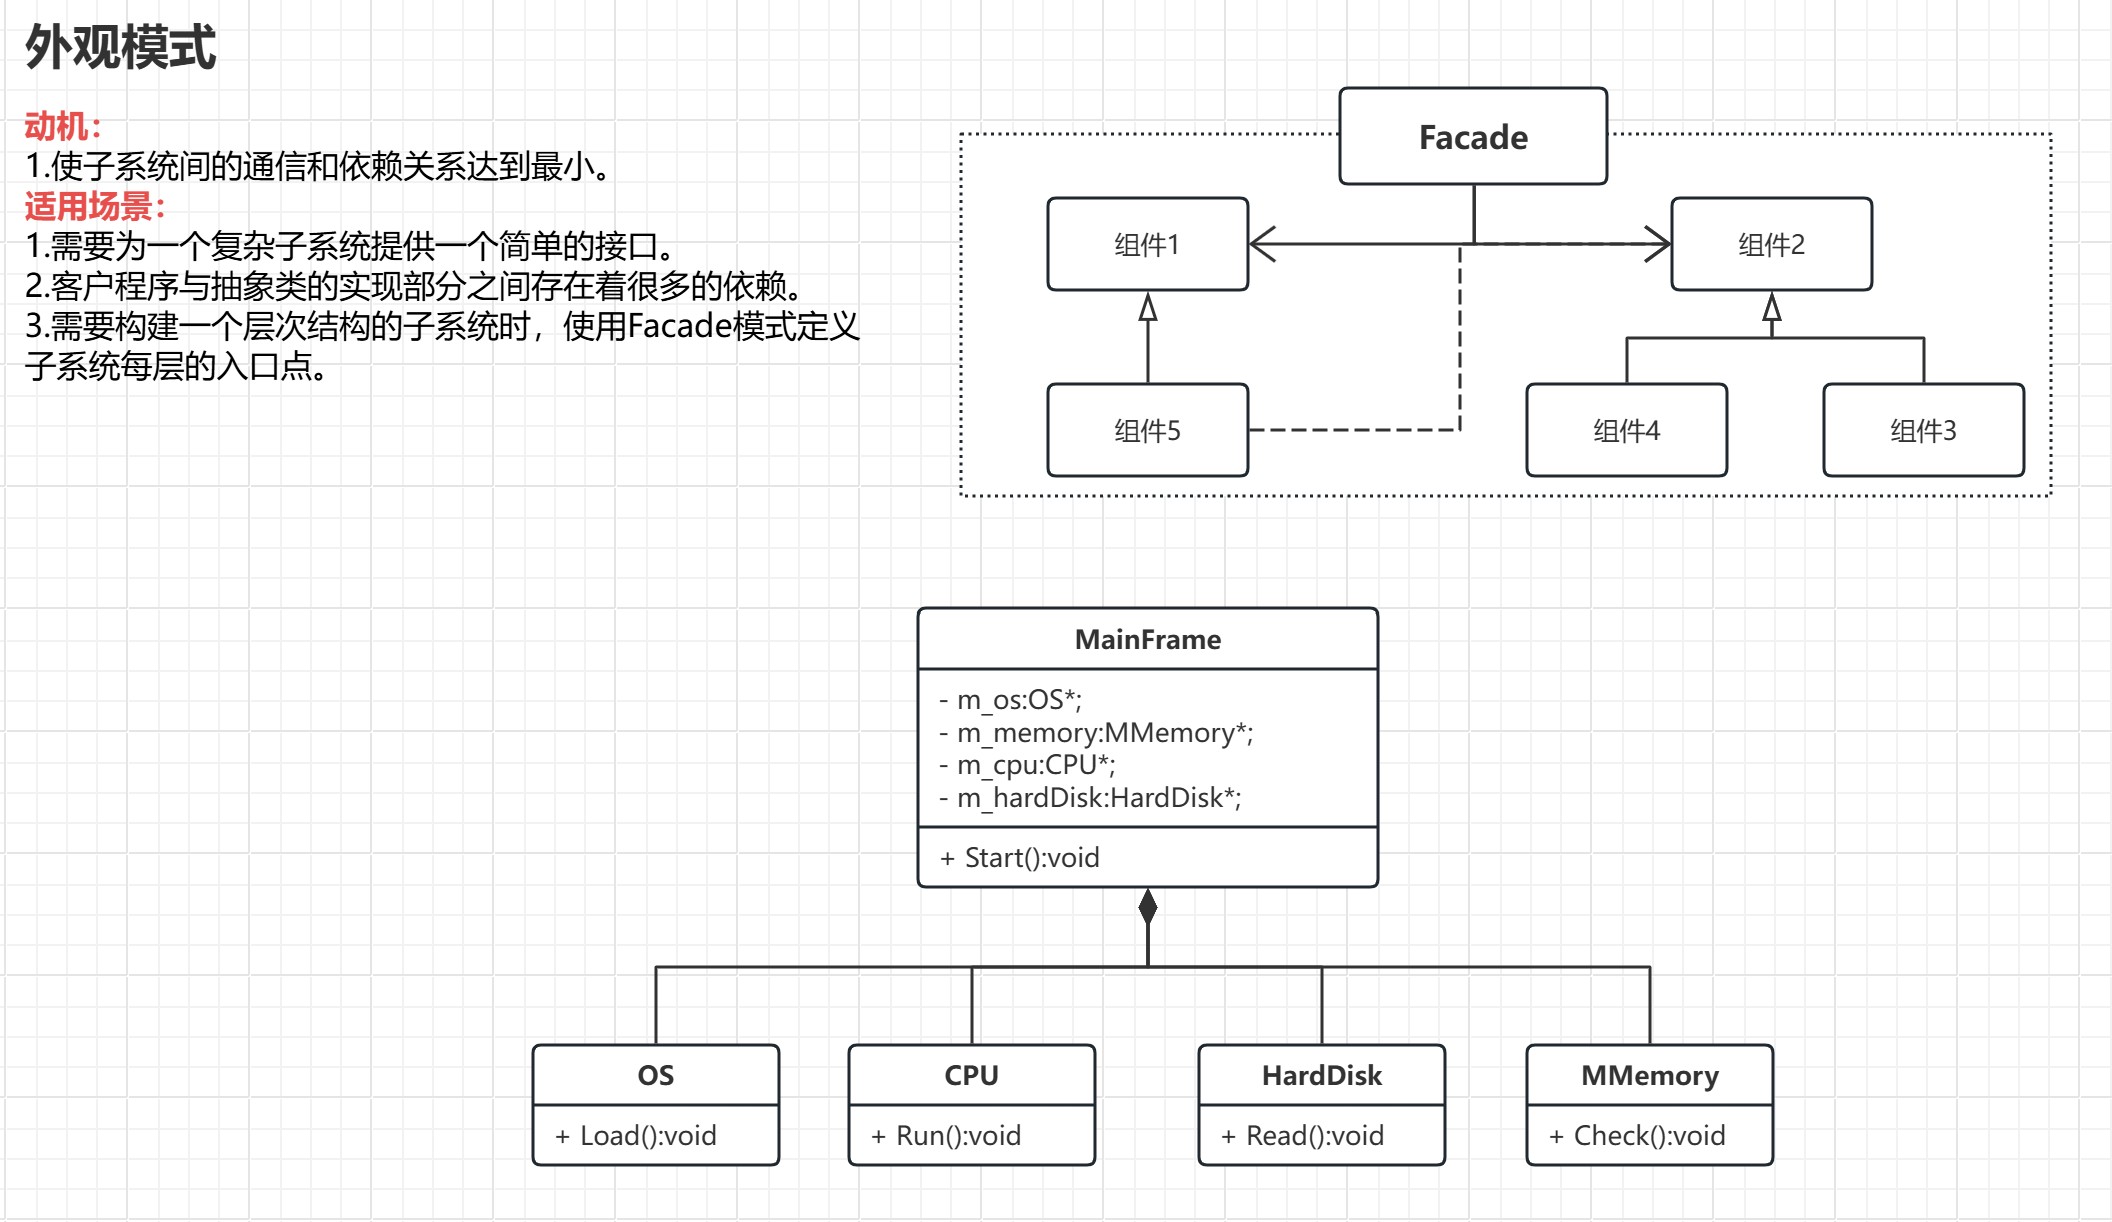 外观模式
动机：
1.使子系统间的通信和依赖关系达到最小。
适用场景：
1.需要为一个复杂子系统提供一个简单的接口。
2.客户程序与抽象类的实现部分之间存在着很多的依赖。
3.需要构建一个层次结构的子系统时，使用Facade模式定义
子系统每层的入口点。
Facade
组件1
组件2
组件5
组件4
组件3
MainFrame
- m_os:OS*;
- m_memory:MMemory*;
- m_cpu:CPU*;
- m_hardDisk:HardDisk*;
+ Start():void
OS
+ Load():void
CPU
+ Run():void
HardDisk
+ Read():void
MMemory
+ Check():void